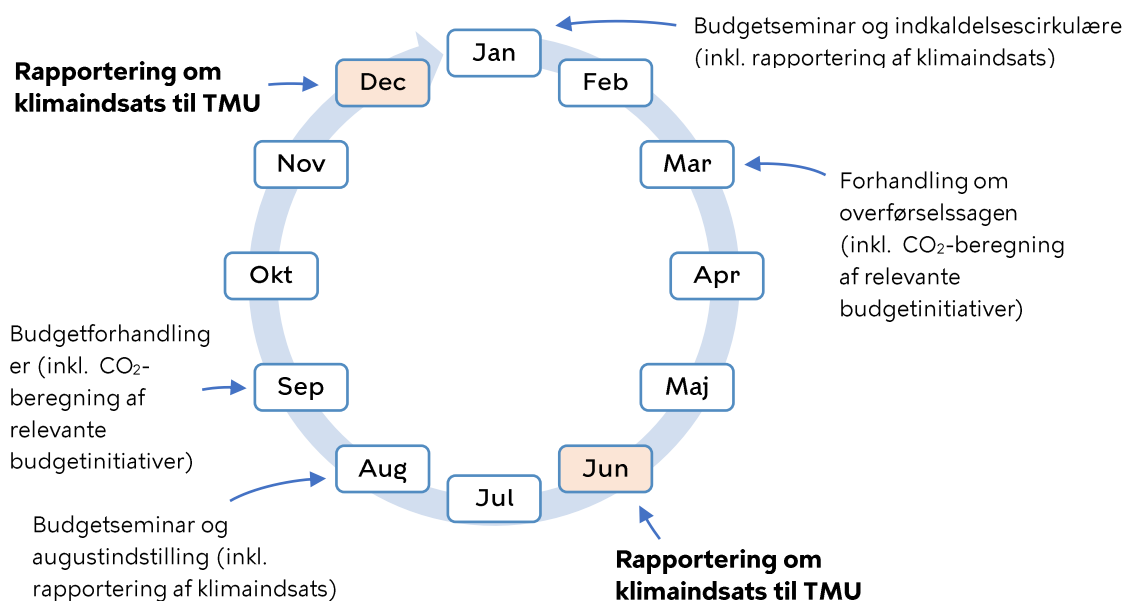 Budgetseminar og indkaldelsescirkulære
(inkl. rapportering af klimaindsats)
Jan
Feb
Mar
Forhandling om
overførselssagen
(inkl. CO₂-beregning
af relevante
budgetinitiativer)
Apr
Maj
Jun
Rapportering om
klimaindsats til TMU
Jul
Aug
Budgetseminar og
augustindstilling (inkl.
rapportering af klimaindsats)
Sep
Budgetforhandling
er (inkl. CO₂-
beregning af
relevante
budgetinitiativer)
Okt
Nov
Dec
Rapportering om
klimaindsats til TMU